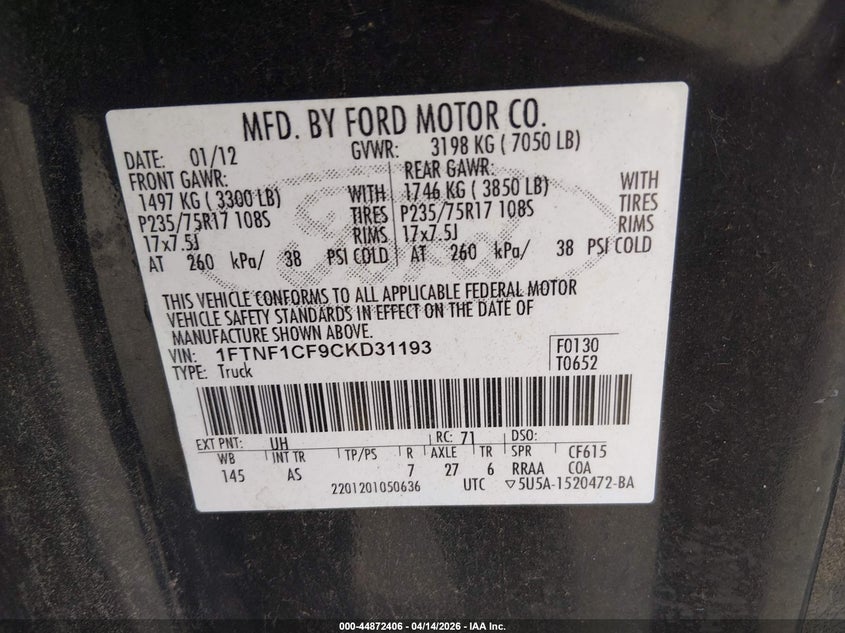 MFD. BY FORD MOTOR CO.
DATE: 01/12 GVWR: 3198 KG ( 7050 LB)
FRONT GAWR: REAR GAWR:
1497 KG ( 3300 LB) WITH 1746 KG ( 3850 LB) WITH
P235/75R17 108S TIRES P235/75R17 108S TIRES
17x7.5J RIMS 17x7.5J RIMS
AT 260 kPa/ 38 PSI COLD AT 260 kPa/ 38 PSI COLD
Ford
THIS VEHICLE CONFORMS TO ALL APPLICABLE FEDERAL MOTOR
VEHICLE SAFETY STANDARDS IN EFFECT ON THE DATE OF
MANUFACTURE SHOWN ABOVE.
VIN: 1FTNF1CF9CKD31193 F0130
TYPE: Truck T0652
EXT PNT: UH RC: 71 DSO:
WB INT TR TP/PS R AXLE TR SPR CF615
145 AS 7 27 6 RRAA COA
2201201050636 UTC ▽5U5A-1520472-BA
000-44872406 - 04/14/2026 - IAA Inc.